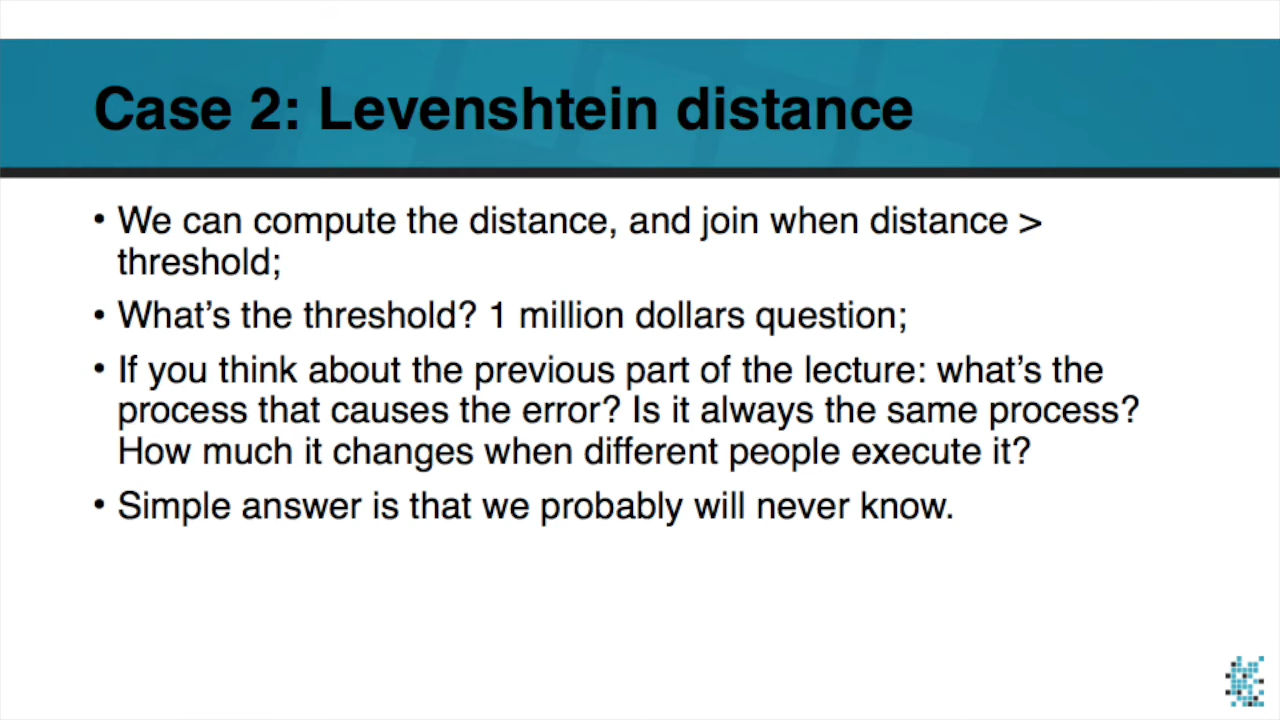 Case 2: Levenshtein distance
• We can compute the distance, and join when distance >
threshold;
• What's the threshold? 1 million dollars question;
• If you think about the previous part of the lecture: what's the
process that causes the error? Is it always the same process?
How much it changes when different people execute it?
• Simple answer is that we probably will never know.